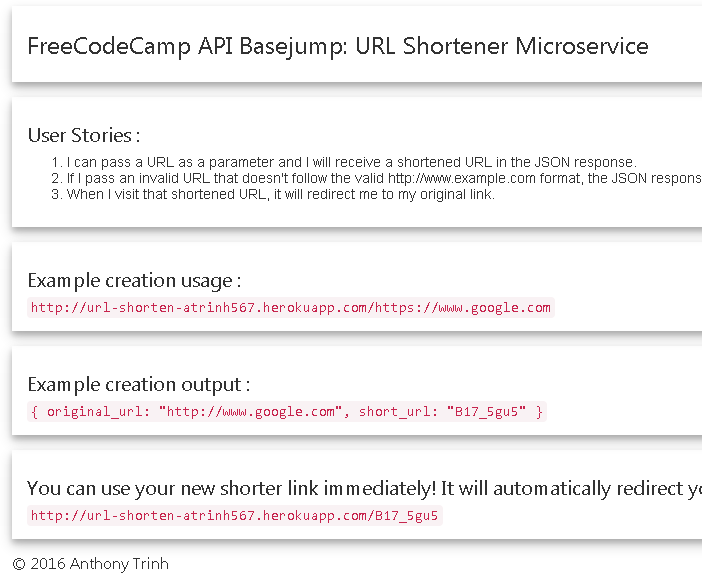 FreeCodeCamp API Basejump: URL Shortener Microservice
User Stories :
1. I can pass a URL as a parameter and I will receive a shortened URL in the JSON response.
2. If I pass an invalid URL that doesn't follow the valid http://www.example.com format, the JSON respons
3. When I visit that shortened URL, it will redirect me to my original link.
Example creation usage :
http://url-shorten-atrinh567.herokuapp.com/https://www.google.com
Example creation output :
{ original_url: "http://www.google.com", short_url: "B17_5gu5" }
You can use your new shorter link immediately! It will automatically redirect yo
http://url-shorten-atrinh567.herokuapp.com/B17_5gu5
© 2016 Anthony Trinh